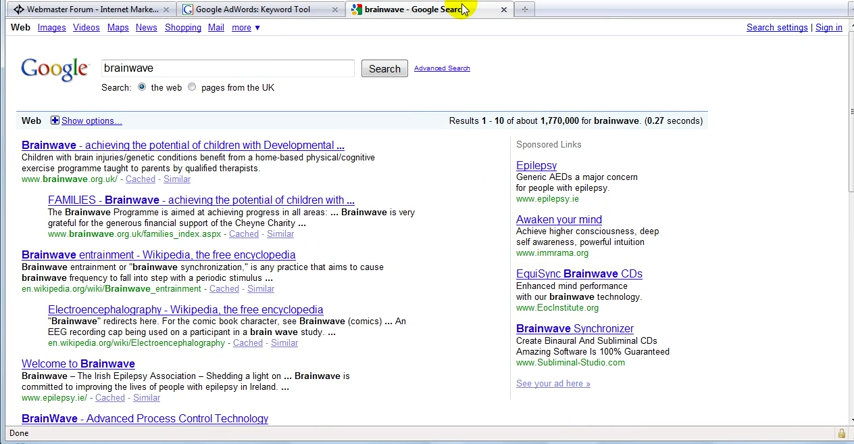 Webmaster Forum - Internet Marke...
Google AdWords: Keyword Tool
brainwave - Google Search
Web Images Videos Maps News Shopping Mail more ▼
Search settings | Sign in
Google
brainwave
Search
Advanced Search
Search: the web pages from the UK
Web Show options...
Results 1 - 10 of about 1,770,000 for brainwave. (0.27 seconds)
Brainwave - achieving the potential of children with Developmental ...
Children with brain injuries/genetic conditions benefit from a home-based physical/cognitive
exercise programme taught to parents by qualified therapists.
www.brainwave.org.uk/ - Cached - Similar
FAMILIES - Brainwave - achieving the potential of children with ...
The Brainwave Programme is aimed at achieving progress in all areas: ... Brainwave is very
grateful for the generous financial support of the Cheyne Charity ...
www.brainwave.org.uk/families_index.aspx - Cached - Similar
Brainwave entrainment - Wikipedia, the free encyclopedia
Brainwave entrainment or "brainwave synchronization," is any practice that aims to cause
brainwave frequency to fall into step with a periodic stimulus ...
en.wikipedia.org/wiki/Brainwave_entrainment - Cached - Similar
Electroencephalography - Wikipedia, the free encyclopedia
"Brainwave" redirects here. For the comic book character, see Brainwave (comics) ... An
EEG recording cap being used on a participant in a brain wave study. ...
en.wikipedia.org/wiki/Electroencephalography - Cached - Similar
Welcome to Brainwave
Brainwave – The Irish Epilepsy Association – Shedding a light on ... Brainwave is
committed to improving the lives of people with epilepsy in Ireland. ...
www.epilepsy.ie/ - Cached - Similar
BrainWave - Advanced Process Control Technology
Sponsored Links
Epilepsy
Generic AEDs a major concern
for people with epilepsy.
www.epilepsy.ie
Awaken your mind
Achieve higher consciousness, deep
self awareness, powerful intuition
www.immrama.org
EquiSync Brainwave CDs
Enhanced mind performance
with our brainwave technology.
www.EocInstitute.org
Brainwave Synchronizer
Create Binaural And Subliminal CDs
Amazing Software Is 100% Guaranteed
www.Subliminal-Studio.com
See your ad here »
Done